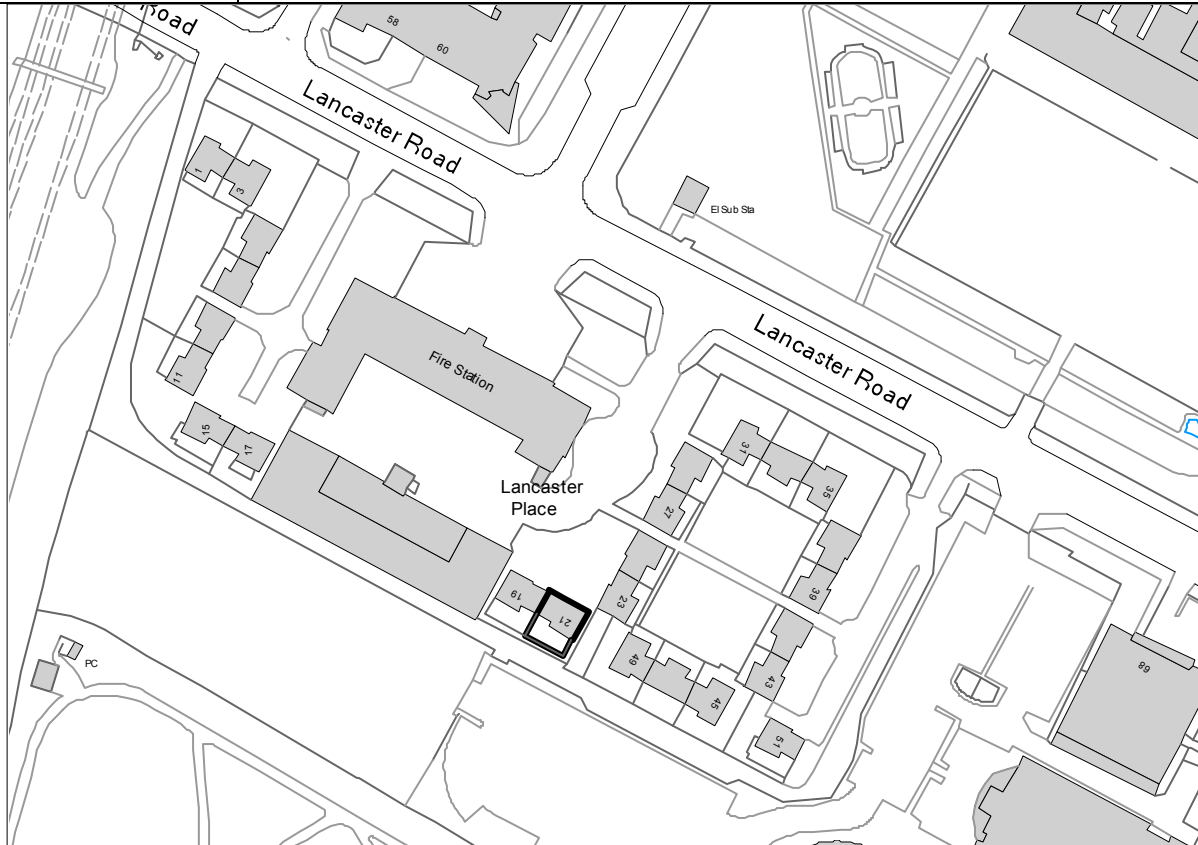 Road
58
60
Lancaster Road
1
3
El Sub Sta
Lancaster Road
Fire Station
11
15
17
31
35
Lancaster
Place
27
19
21
23
39
49
43
45
51
PC
68